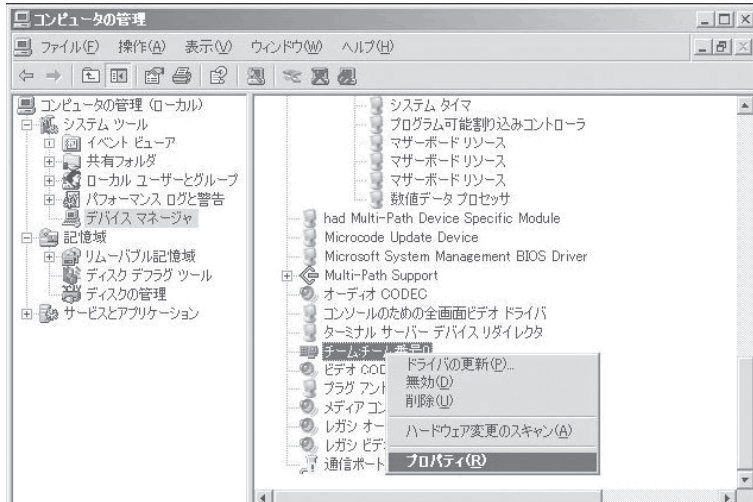 コンピュータの管理
ファイル(F) 操作(A) 表示(V) ウィンドウ(W) ヘルプ(H)
コンピュータの管理 (ローカル)
システム ツール
イベント ビューア
共有フォルダ
ローカル ユーザーとグループ
パフォーマンス ログと警告
デバイス マネージャ
記憶域
リムーバブル記憶域
ディスク デフラグ ツール
ディスクの管理
サービスとアプリケーション
システム タイマ
プログラム可能割り込みコントローラ
マザーボード リソース
マザーボード リソース
マザーボード リソース
数値データ プロセッサ
had Multi-Path Device Specific Module
Microcode Update Device
Microsoft System Management BIOS Driver
Multi-Path Support
オーディオ CODEC
コンソールのための全画面ビデオ ドライバ
ターミナル サーバー デバイス リダイレクタ
チーム:チーム番号0
ビデオ COD
プラグ アンド
メディア コン
レガシ オー
レガシ ビデ
通信ポート
ドライバの更新(P)...
無効(D)
削除(U)
ハードウェア変更のスキャン(A)
プロパティ(R)